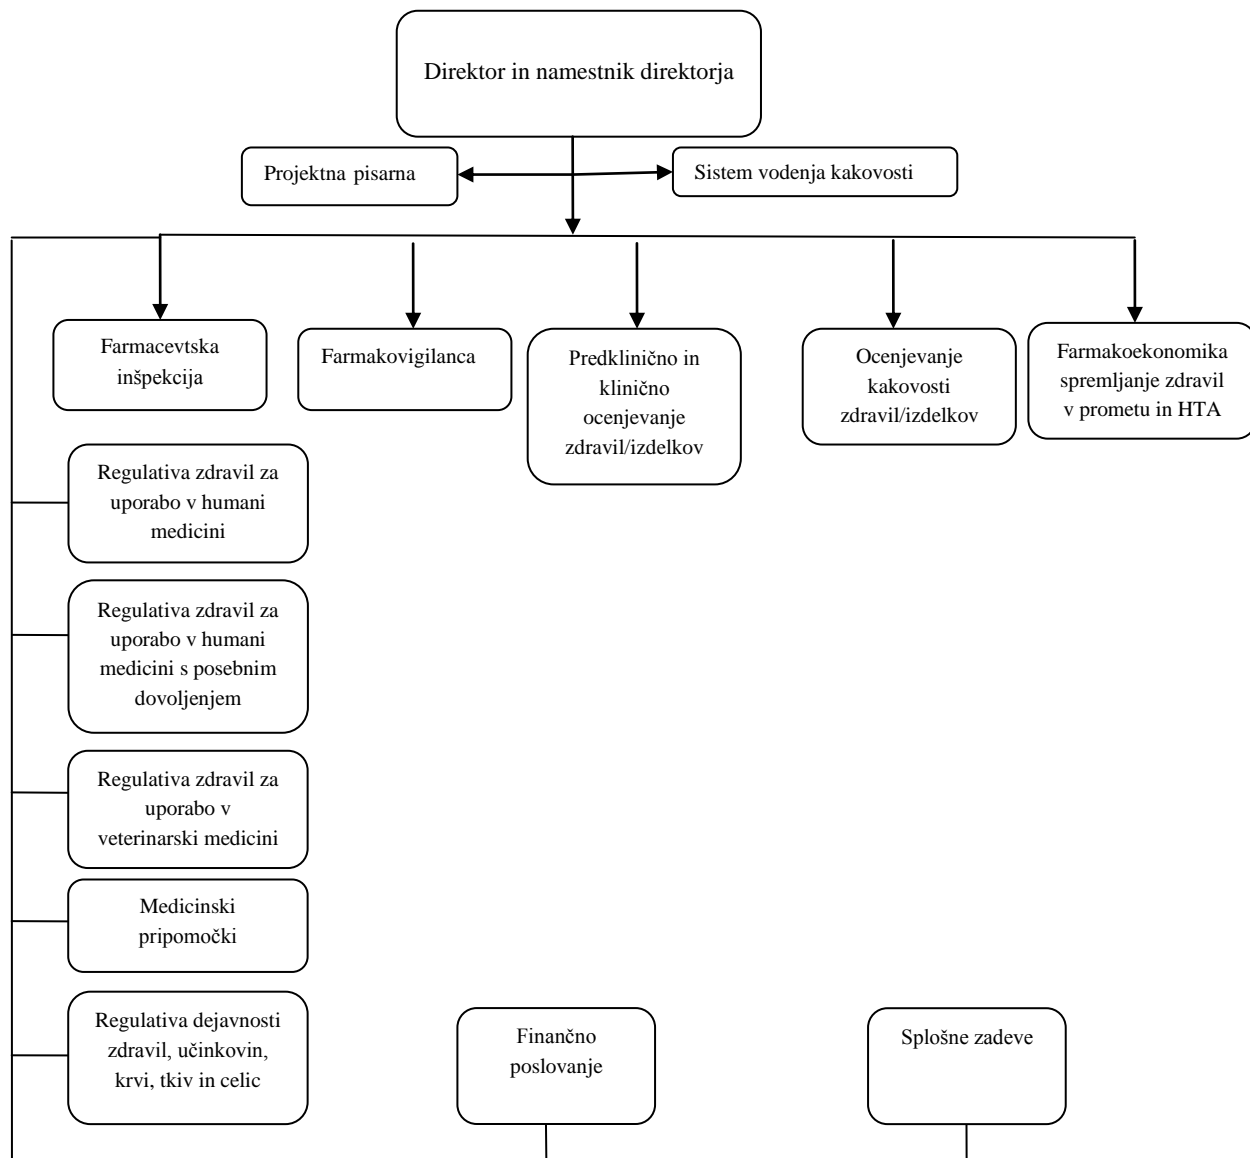 Direktor in namestnik direktorja
Projektna pisarna
Sistem vodenja kakovosti
Farmacevtska
inšpekcija
Farmakovigilanca
Predklinično in
klinično
ocenjevanje
zdravil/izdelkov
Ocenjevanje
kakovosti
zdravil/izdelkov
Farmakoekonomika
spremljanje zdravil
v prometu in HTA
Regulativa zdravil za
uporabo v humani
medicini
Regulativa zdravil za
uporabo v humani
medicini s posebnim
dovoljenjem
Regulativa zdravil za
uporabo v
veterinarski medicini
Medicinski
pripomočki
Regulativa dejavnosti
zdravil, učinkovin,
krvi, tkiv in celic
Finančno
poslovanje
Splošne zadeve